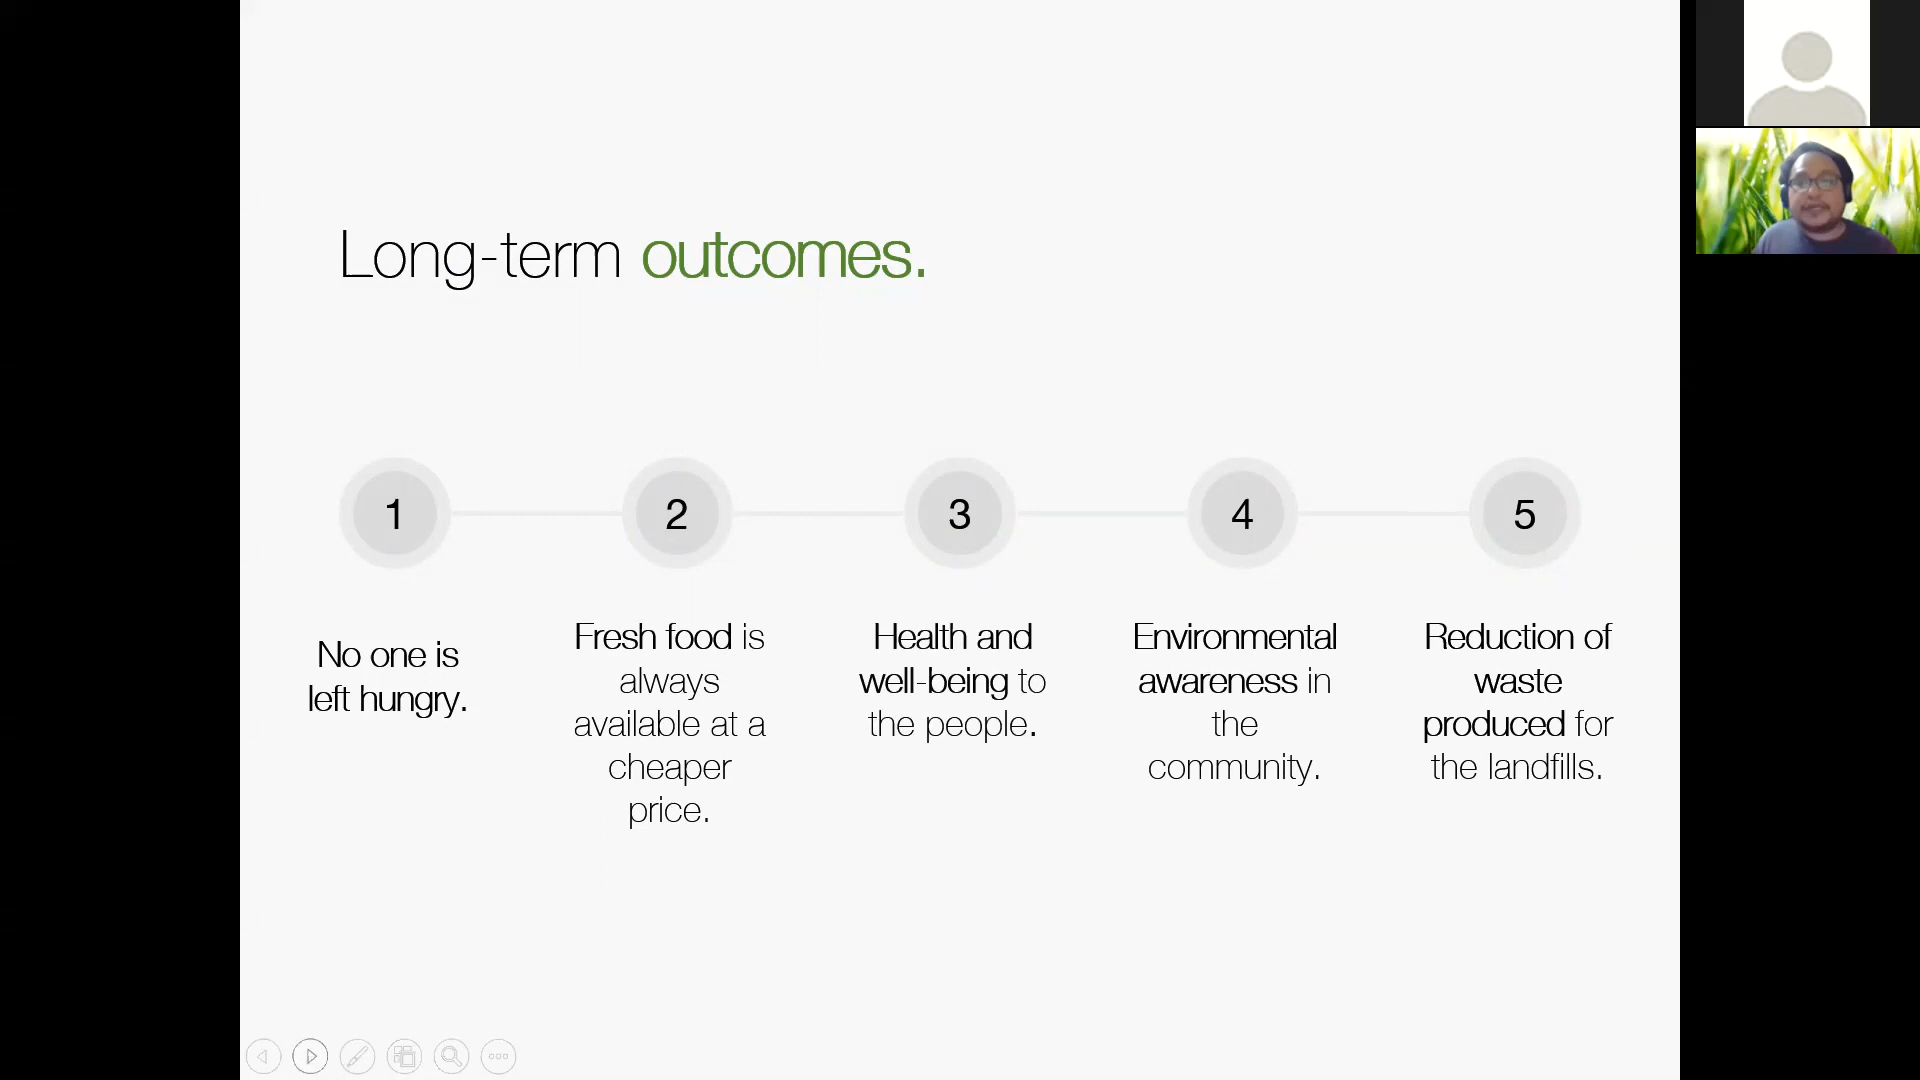 Long-term outcomes.
1
2
3
4
5
No one is
left hungry.
Fresh food is
always
available at a
cheaper
price.
Health and
well-being to
the people.
Environmental
awareness in
the
community.
Reduction of
waste
produced for
the landfills.